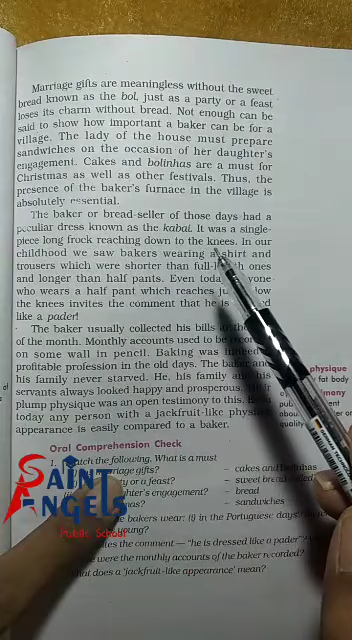 Marriage gifts are meaningless without the sweet
bread known as the bol, just as a party or a feast
loses its charm without bread. Not enough can be
said to show how important a baker can be for a
village. The lady of the house must prepare
sandwiches on the occasion of her daughter's
engagement. Cakes and bolinhas are a must for
Christmas as well as other festivals. Thus, the
presence of the baker's furnace in the village is
absolutely essential.
The baker or bread-seller of those days had a
peculiar dress known as the kabai. It was a single-
piece long frock reaching down to the knees. In our
childhood we saw bakers wearing a shirt and
trousers which were shorter than full- ones
and longer than half pants. Even
who wears a half pant which reaches
the knees invites the comment that he is
like a pader!
The baker usually collected his bills
of the month. Monthly accounts used to be
on some wall in pencil. Baking was
profitable profession in the old days. The baker and
his family never starved. He, his family his
servants always looked happy and prosperous.
plump physique was an open testimony to this.
today any person with a jackfruit-like
appearance is easily compared to a baker.
physique
fat body
Oral Comprehension Check
1. the following. What is a must
gifts? – cakes and
or a feast? – sweet bread
engagement? – bread
– sandwiches
bakers wear: (i) in the Portuguese days?
young?
the comment — "he is dressed like a pader"?
were the monthly accounts of the baker recorded?
does a 'jackfruit-like appearance' mean?
SAINT
ANGELS
Public School